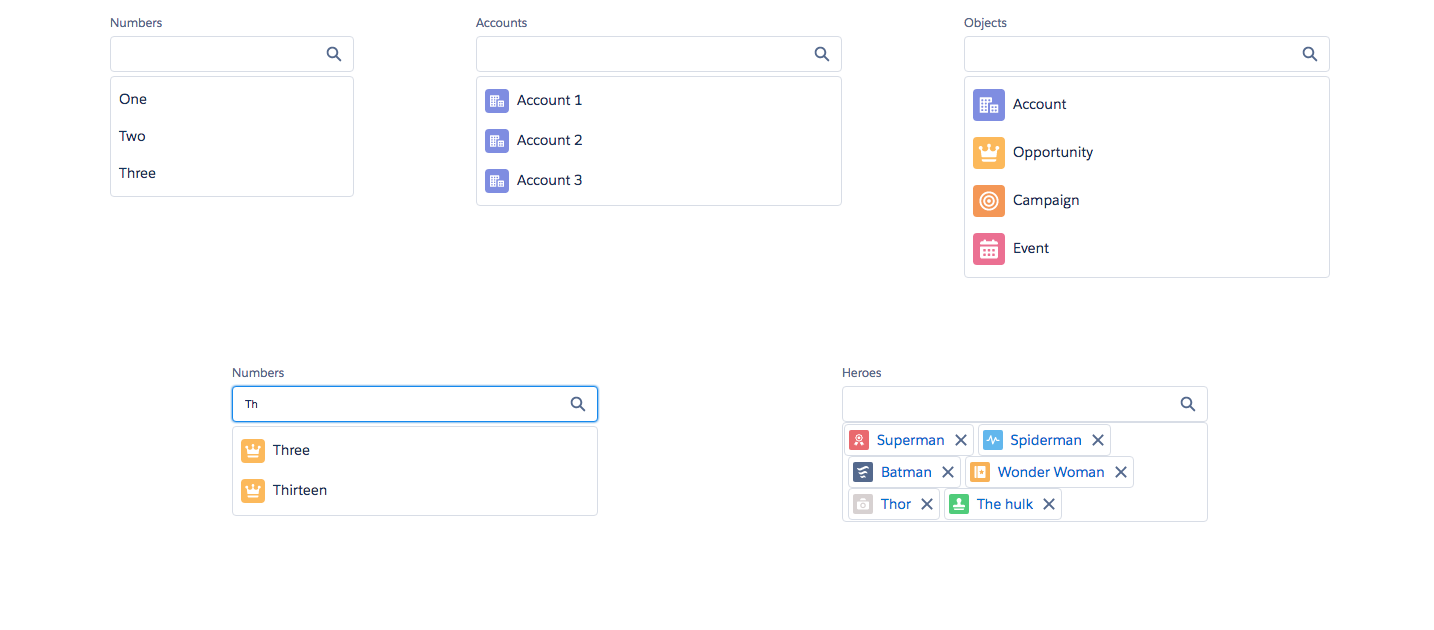 Numbers
One
Two
Three
Accounts
Account 1
Account 2
Account 3
Objects
Account
Opportunity
Campaign
Event
Numbers
Th
Three
Thirteen
Heroes
Superman Spiderman
Batman Wonder Woman
Thor The hulk